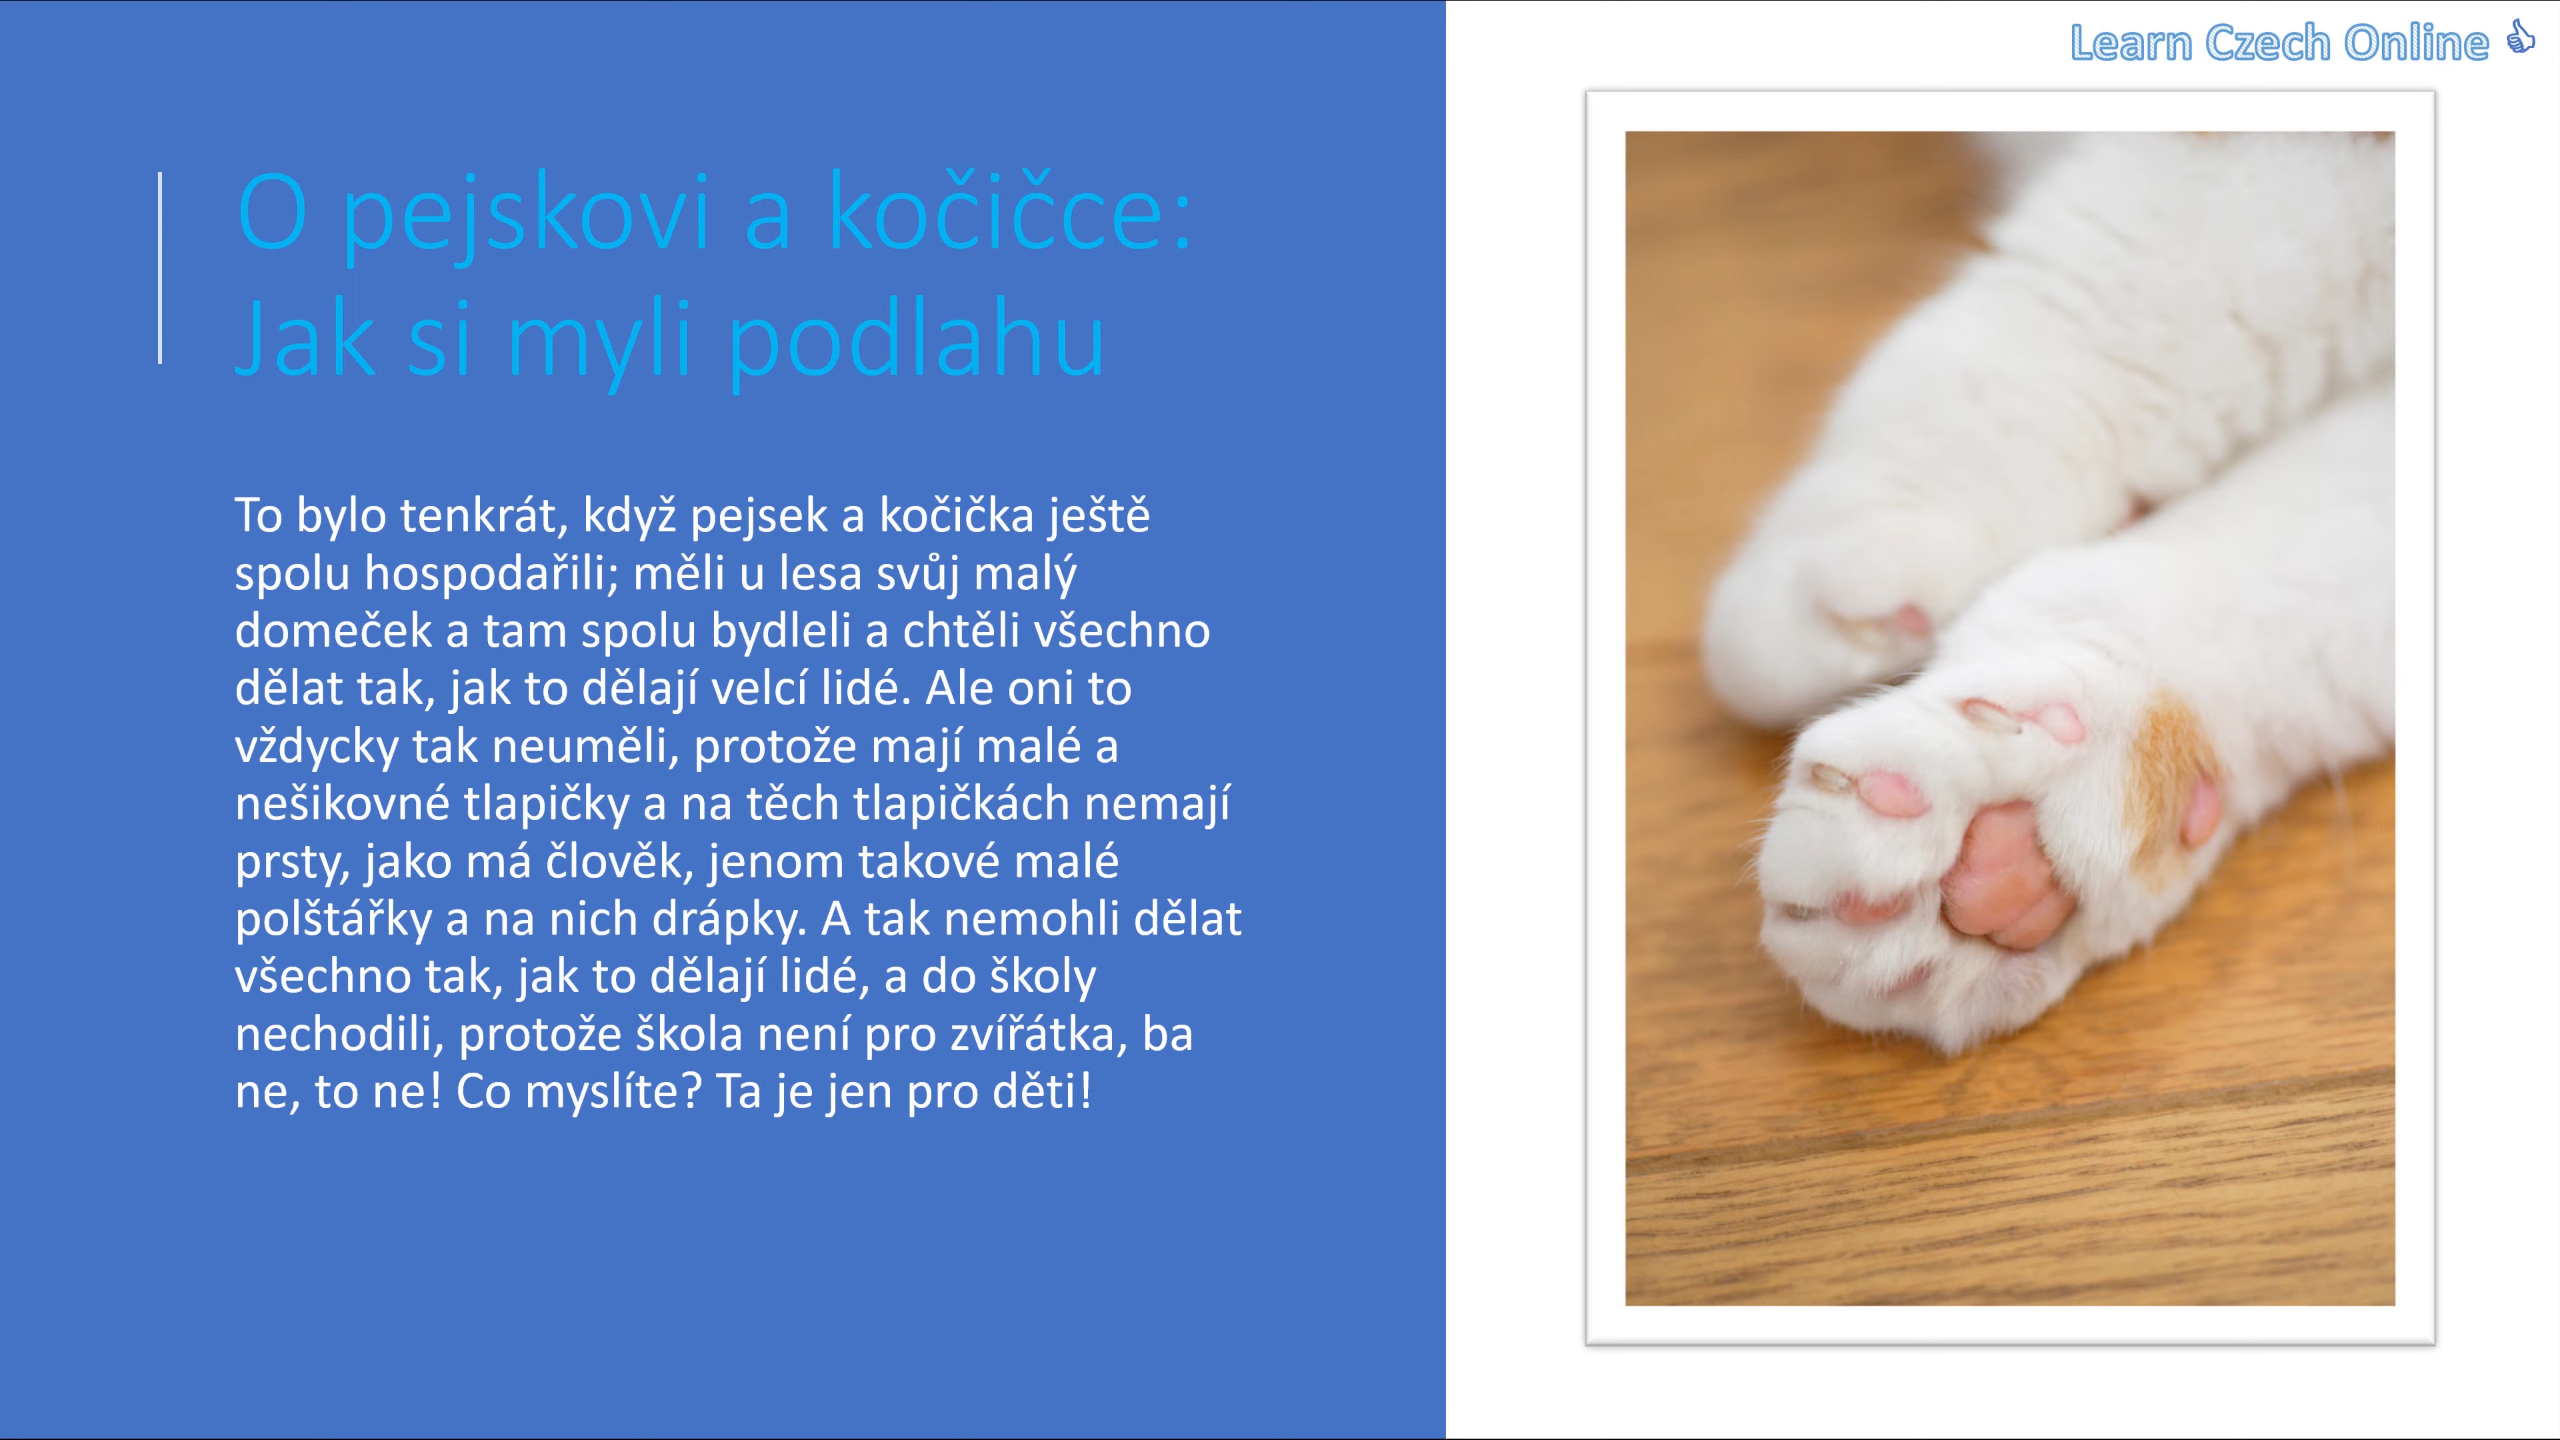 Learn Czech Online
O pejskovi a kočičce:
Jak si myli podlahu
To bylo tenkrát, když pejsek a kočička ještě
spolu hospodařili; měli u lesa svůj malý
domeček a tam spolu bydleli a chtěli všechno
dělat tak, jak to dělají velcí lidé. Ale oni to
vždycky tak neuměli, protože mají malé a
nešikovné tlapičky a na těch tlapičkách nemají
prsty, jako má člověk, jenom takové malé
polštářky a na nich drápky. A tak nemohli dělat
všechno tak, jak to dělají lidé, a do školy
nechodili, protože škola není pro zvířátka, ba
ne, to ne! Co myslíte? Ta je jen pro děti!